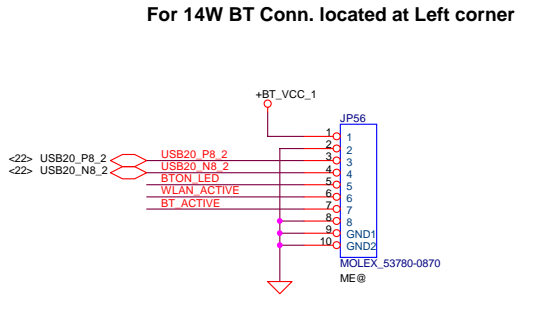 For 14W BT Conn. located at Left corner
+BT_VCC_1
JP56
1 1
2 2
<22> USB20_P8_2 USB20_P8_2 3 3
<22> USB20_N8_2 USB20_N8_2 4 4
BTON_LED 5 5
WLAN_ACTIVE 6 6
BT_ACTIVE 7 7
8 8
9 GND1
10 GND2
MOLEX_53780-0870
ME@